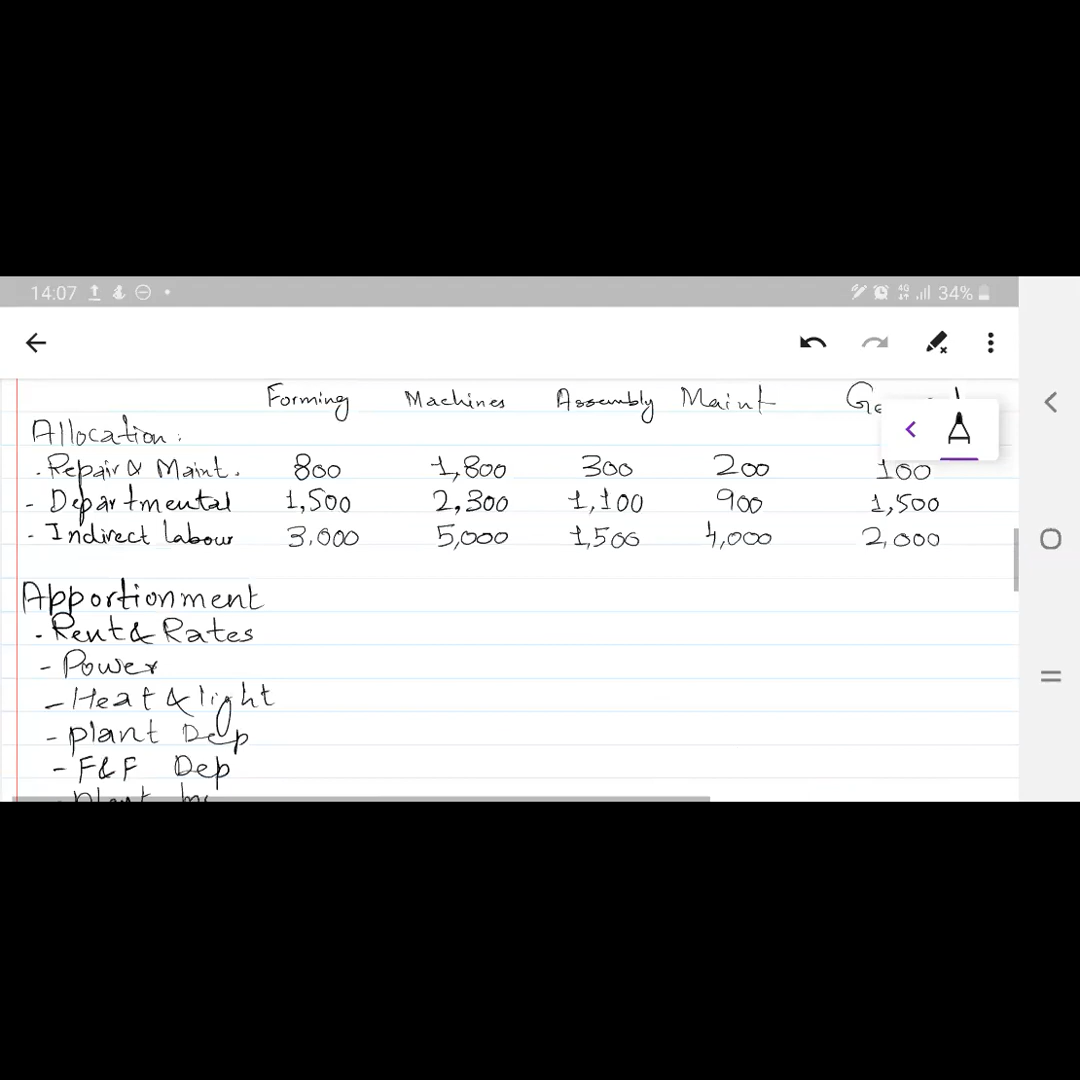 14:07 4G 34%
Forming Machines Assembly Maint
Allocation:
- Repair & Maint. 800 1,800 300 200 100
- Departmental 1,500 2,300 1,100 900 1,500
- Indirect labour 3,000 5,000 1,500 4,000 2,000
Apportionment
- Rent & Rates
- Power
- Heat & light
- plant Dep
- F&F Dep
- plant